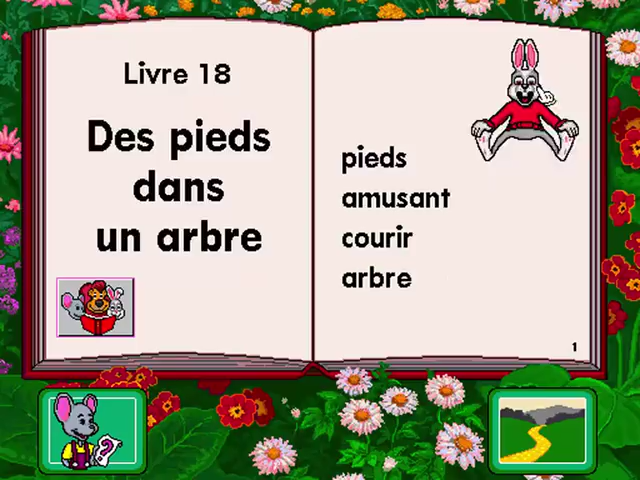 Livre 18
Des pieds
dans
un arbre
pieds
amusant
courir
arbre
1